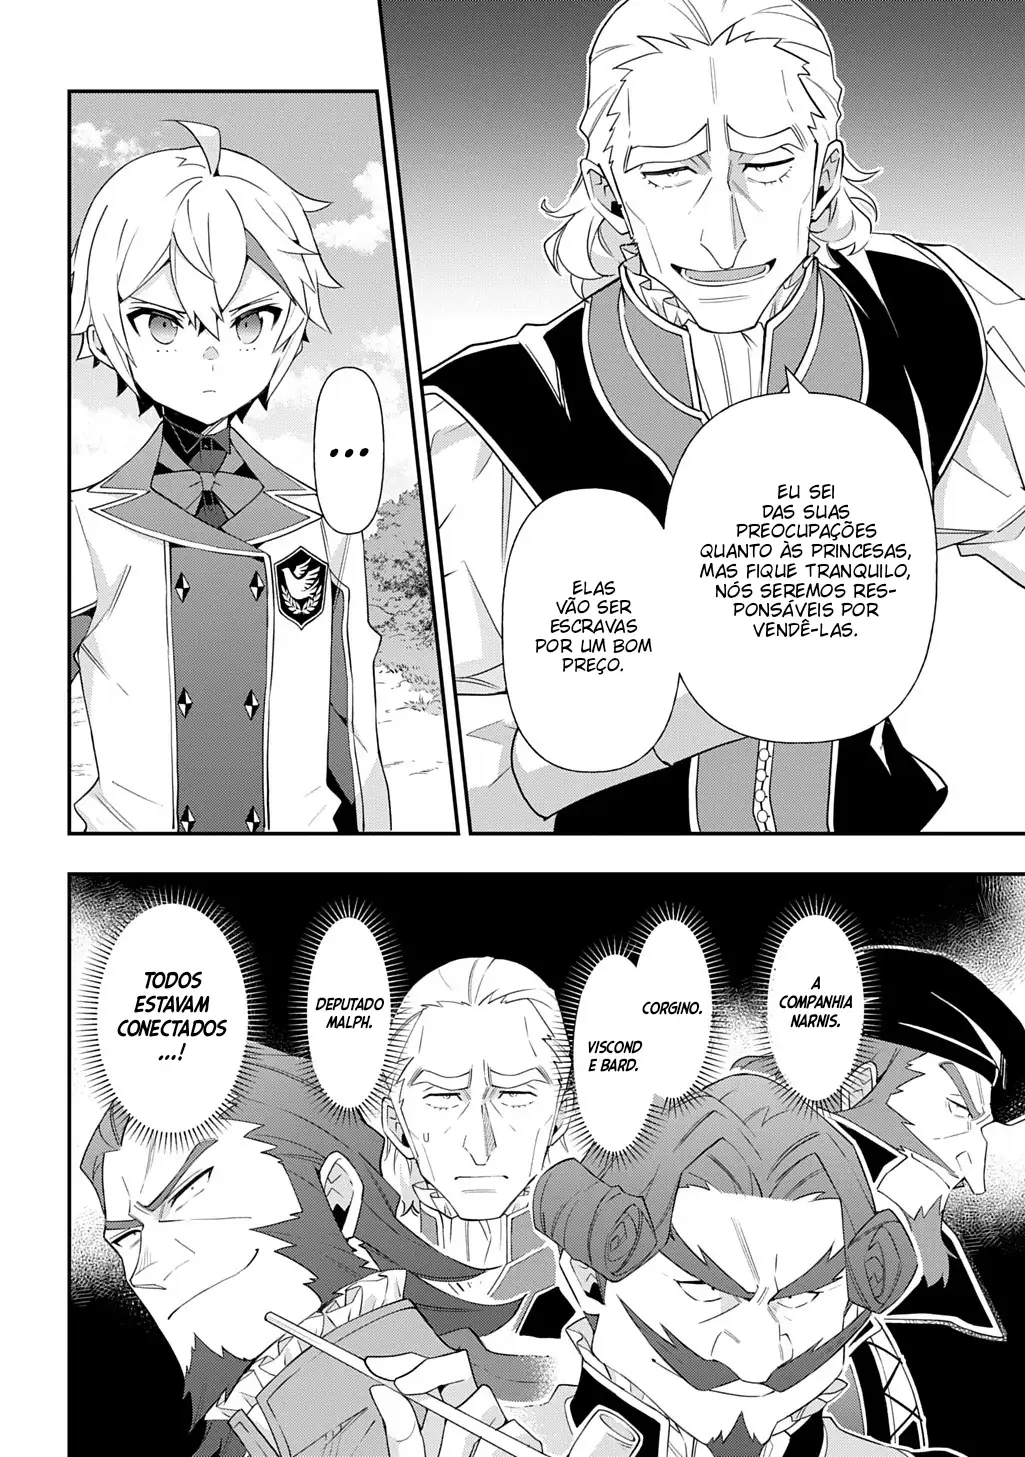 EU SEI
DAS SUAS
PREOCUPAÇÕES
QUANTO ÀS PRINCESAS,
MAS FIQUE TRANQUILO,
NÓS SEREMOS RES-
PONSÁVEIS POR
VENDÊ-LAS.
ELAS
VÃO SER
ESCRAVAS
POR UM BOM
PREÇO.
...
A
COMPANHIA
NARNIS.
CORGINO.
VISCOND
E BARD.
DEPUTADO
MALPH.
TODOS
ESTAVAM
CONECTADOS
...!